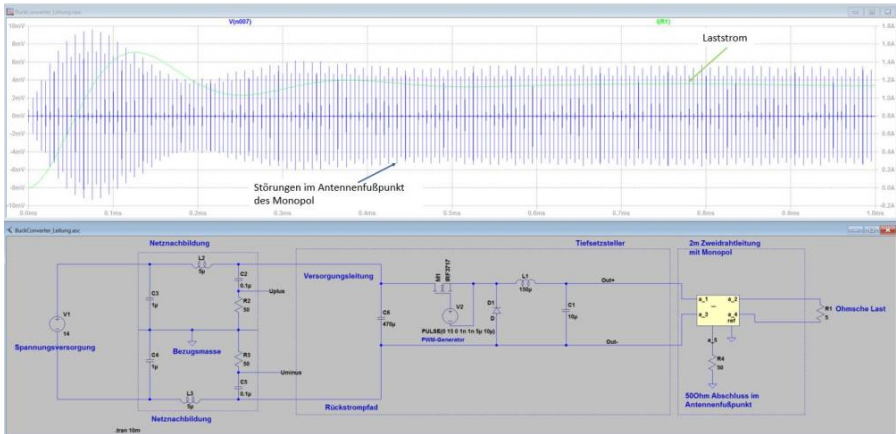 BuckConverter_Leitung.asc
V(n007)
I(R1)
10mV
8mV
6mV
4mV
2mV
0mV
-2mV
-4mV
-6mV
-8mV
-10mV
1.8A
1.6A
1.4A
1.2A
1.0A
0.8A
0.6A
0.4A
0.2A
0.0A
-0.2A
Laststrom
Störungen im Antennenfußpunkt
des Monopol
0.0ms
0.1ms
0.2ms
0.3ms
0.4ms
0.5ms
0.6ms
0.7ms
0.8ms
0.9ms
1.0ms
BuckConverter_Leitung.asc
Netznachbildung
Tiefsetzsteller
2m Zweidrahtleitung
mit Monopol
L2
5µ
Versorgungsleitung
M1
IRF3717
L1
150µ
Out+
C2
0.1µ
Uplus
R2
50
C3
1µ
V1
14
Spannungsversorgung
Bezugsmasse
C4
1µ
R3
50
Uminus
C5
0.1µ
L3
5µ
Netznachbildung
C6
470µ
V2
PULSE(0 15 0 1n 1n 5µ 10µ)
PWM-Generator
D1
D
C1
10µ
Out-
Rückstrompfad
a_1
a_2
a_3
a_4
ref
a_5
R1
5
Ohmsche Last
R4
50
50Ohm Abschluss im
Antennenfußpunkt
.tran 10m